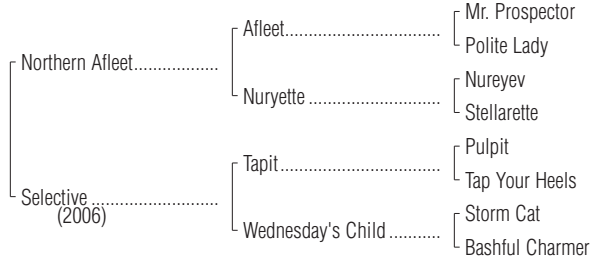 Mr. Prospector
Afleet..............................
Polite Lady
Northern Afleet.................
Nureyev
Nuryette .........................
Stellarette
Pulpit
Tapit...............................
Tap Your Heels
Selective .........................
(2006)
Storm Cat
Wednesday's Child ...........
Bashful Charmer